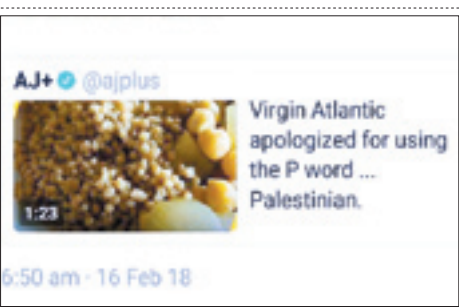 AJ+ @ajplus
Virgin Atlantic
apologized for using
the P word ...
Palestinian.
1:23
6:50 am · 16 Feb 18